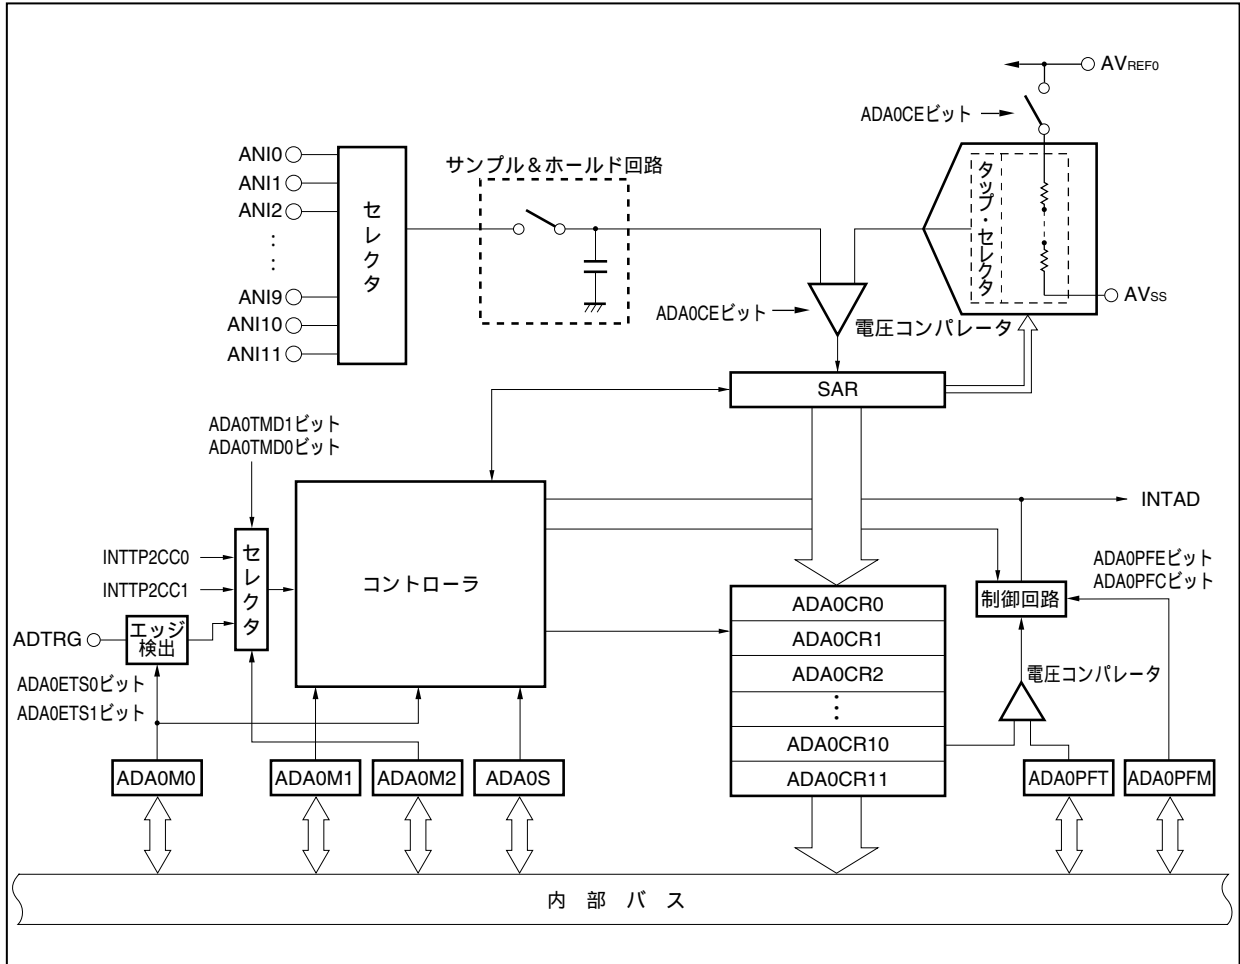 AVREF0
ADA0CEビット
ANI0
ANI1
ANI2
⋮
ANI9
ANI10
ANI11
セレクタ
サンプル&ホールド回路
タップ・セレクタ
AVSS
ADA0CEビット
電圧コンパレータ
SAR
ADA0TMD1ビット
ADA0TMD0ビット
INTTP2CC0
INTTP2CC1
セレクタ
コントローラ
INTAD
ADTRG
エッジ
検出
ADA0ETS0ビット
ADA0ETS1ビット
ADA0CR0
ADA0CR1
ADA0CR2
⋮
ADA0CR10
ADA0CR11
ADA0PFEビット
ADA0PFCビット
制御回路
電圧コンパレータ
ADA0M0
ADA0M1
ADA0M2
ADA0S
ADA0PFT
ADA0PFM
内 部 バ ス